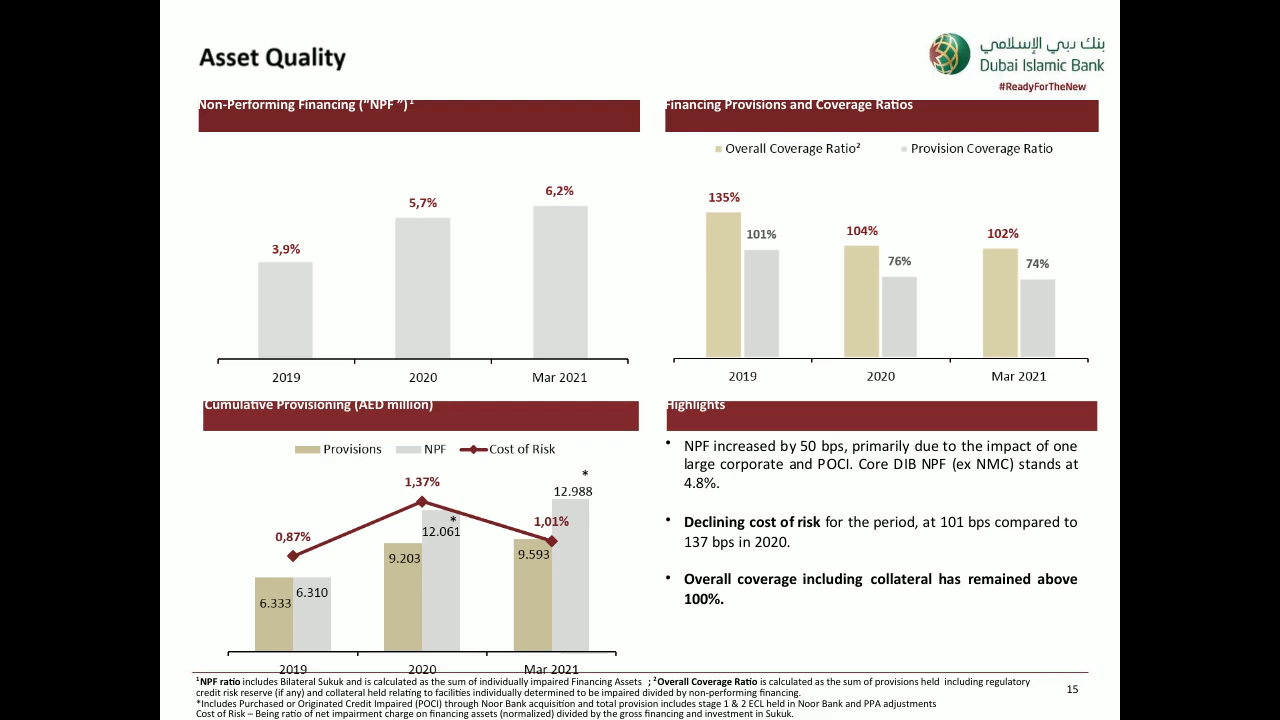 Asset Quality
بنك دبي الإسلامي
Dubai Islamic Bank
#ReadyForTheNew
Non-Performing Financing (“NPF”)¹
3,9%
5,7%
6,2%
2019
2020
Mar 2021
Financing Provisions and Coverage Ratios
Overall Coverage Ratio² Provision Coverage Ratio
135%
101%
104%
76%
102%
74%
2019
2020
Mar 2021
Cumulative Provisioning (AED million)
Provisions NPF Cost of Risk
0,87%
1,37%
1,01%
6.333
6.310
9.203
*
12.061
9.593
*
12.988
2019
2020
Mar 2021
Highlights
• NPF increased by 50 bps, primarily due to the impact of one
large corporate and POCI. Core DIB NPF (ex NMC) stands at
4.8%.
• Declining cost of risk for the period, at 101 bps compared to
137 bps in 2020.
• Overall coverage including collateral has remained above
100%.
¹NPF ratio includes Bilateral Sukuk and is calculated as the sum of individually impaired Financing Assets ; ²Overall Coverage Ratio is calculated as the sum of provisions held including regulatory
credit risk reserve (if any) and collateral held relating to facilities individually determined to be impaired divided by non-performing financing.
*Includes Purchased or Originated Credit Impaired (POCI) through Noor Bank acquisition and total provision includes stage 1 & 2 ECL held in Noor Bank and PPA adjustments
Cost of Risk – Being ratio of net impairment charge on financing assets (normalized) divided by the gross financing and investment in Sukuk.
15